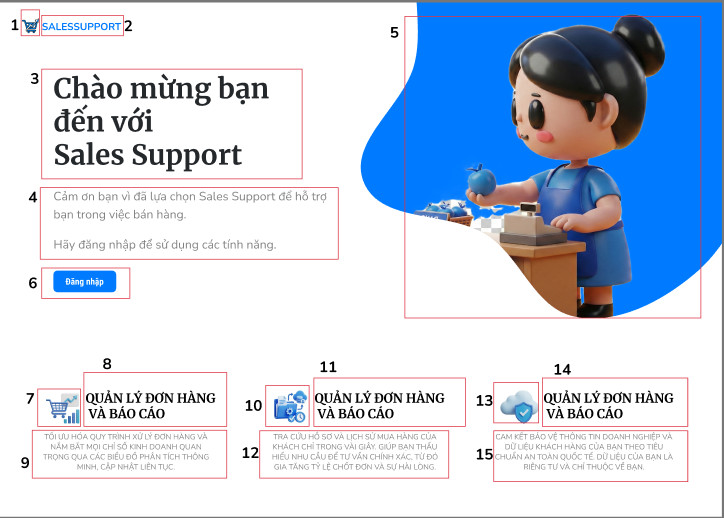 1 SALESSUPPORT 2
5
3
Chào mừng bạn
đến với
Sales Support
4
Cảm ơn bạn vì đã lựa chọn Sales Support để hỗ trợ
bạn trong việc bán hàng.
Hãy đăng nhập để sử dụng các tính năng.
6
Đăng nhập
8
7
QUẢN LÝ ĐƠN HÀNG
VÀ BÁO CÁO
9
TỐI ƯU HÓA QUY TRÌNH XỬ LÝ ĐƠN HÀNG VÀ
NẮM BẮT MỌI CHỈ SỐ KINH DOANH QUAN
TRỌNG QUA CÁC BIỂU ĐỒ PHÂN TÍCH THÔNG
MINH, CẬP NHẬT LIÊN TỤC.
11
10
QUẢN LÝ ĐƠN HÀNG
VÀ BÁO CÁO
12
TRA CỨU HỒ SƠ VÀ LỊCH SỬ MUA HÀNG CỦA
KHÁCH CHỈ TRONG VÀI GIÂY. GIÚP BẠN THẤU
HIỂU NHU CẦU ĐỂ TƯ VẤN CHÍNH XÁC, TỪ ĐÓ
GIA TĂNG TỶ LỆ CHỐT ĐƠN VÀ SỰ HÀI LÒNG.
14
13
QUẢN LÝ ĐƠN HÀNG
VÀ BÁO CÁO
15
CAM KẾT BẢO VỆ THÔNG TIN DOANH NGHIỆP VÀ
DỮ LIỆU KHÁCH HÀNG CỦA BẠN THEO TIÊU
CHUẨN AN TOÀN QUỐC TẾ. DỮ LIỆU CỦA BẠN LÀ
RIÊNG TƯ VÀ CHỈ THUỘC VỀ BẠN.